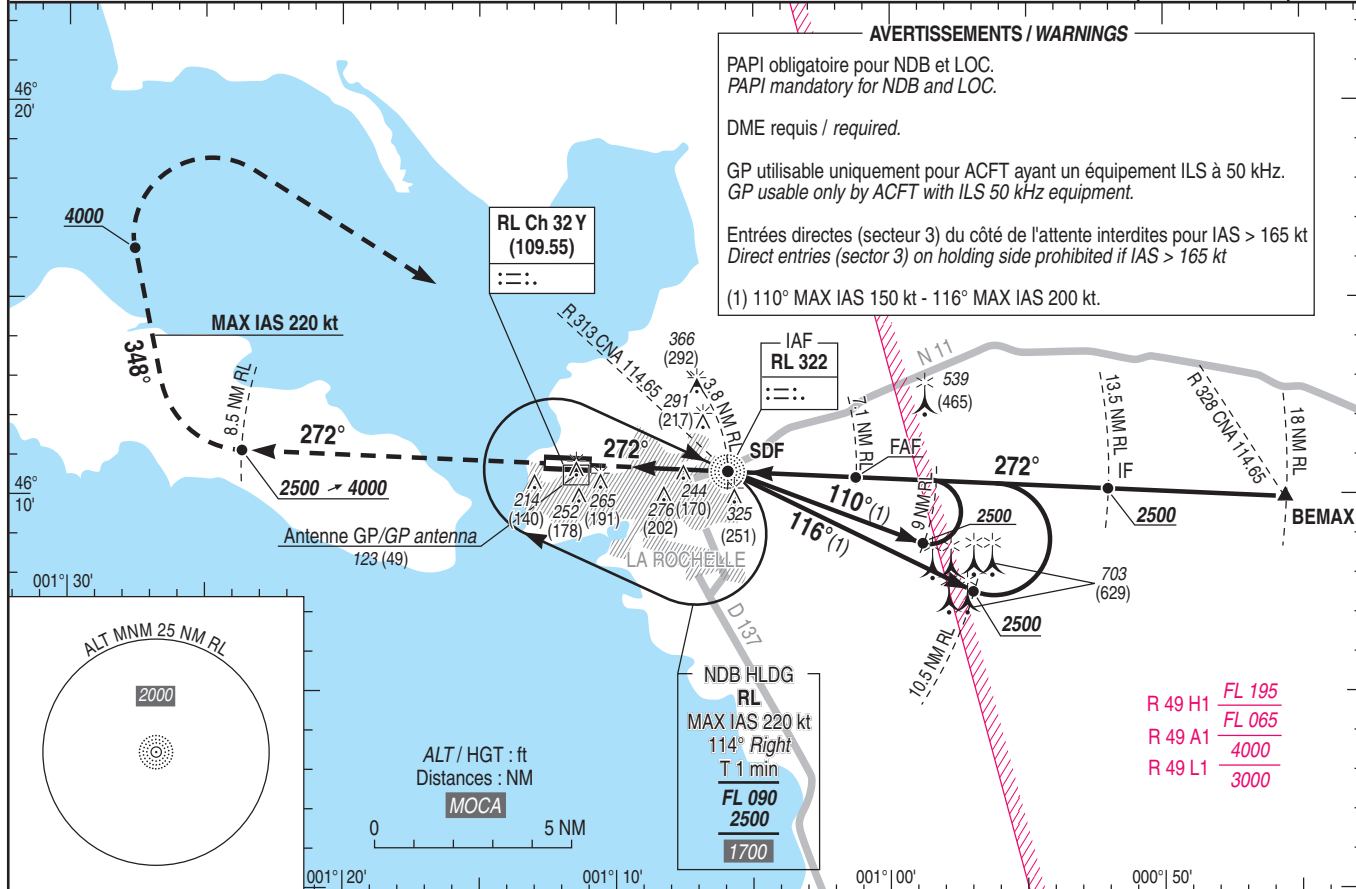 AVERTISSEMENTS / WARNINGS
PAPI obligatoire pour NDB et LOC.
PAPI mandatory for NDB and LOC.
DME requis / required.
GP utilisable uniquement pour ACFT ayant un équipement ILS à 50 kHz.
GP usable only by ACFT with ILS 50 kHz equipment.
Entrées directes (secteur 3) du côté de l'attente interdites pour IAS > 165 kt
Direct entries (sector 3) on holding side prohibited if IAS > 165 kt
(1) 110° MAX IAS 150 kt - 116° MAX IAS 200 kt.
46°
20'
4000
RL Ch 32 Y
(109.55)
MAX IAS 220 kt
348°
8.5 NM RL
272°
2500 ➚ 4000
R 313 CNA 114.65
366
(292)
291
(217)
3.8 NM RL
IAF
RL 322
SDF
N 11
539
(465)
7.1 NM RL
FAF
13.5 NM RL
IF
2500
R 328 CNA 114.65
18 NM RL
BEMAX
272°
272°
110°(1)
116°(1)
9 NM RL
2500
10.5 NM RL
2500
703
(629)
46°
10'
214
(140)
252
(178)
265
(191)
276
(202)
244
(170)
325
(251)
Antenne GP/GP antenna
123 (49)
LA ROCHELLE
D 137
001° 30'
ALT MNM 25 NM RL
2000
ALT / HGT : ft
Distances : NM
MOCA
0 5 NM
NDB HLDG
RL
MAX IAS 220 kt
114° Right
T 1 min
FL 090
2500
1700
R 49 H1 FL 195
FL 065
R 49 A1
4000
R 49 L1 3000
001° 20'
001° 10'
001° 00'
000° 50'